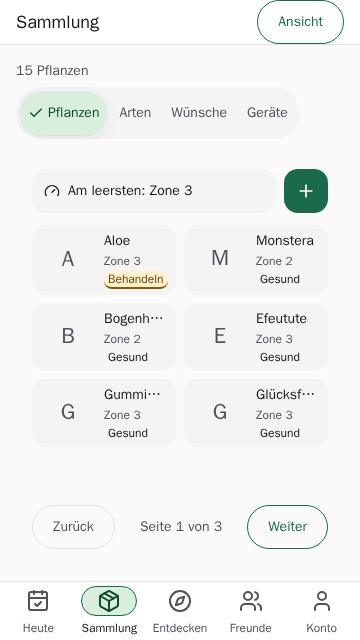 Sammlung
Ansicht
15 Pflanzen
Pflanzen Arten Wünsche Geräte
Am leersten: Zone 3
A
Aloe
Zone 3
Behandeln
M
Monstera
Zone 2
Gesund
B
Bogenh···
Zone 2
Gesund
E
Efeutute
Zone 3
Gesund
G
Gummi···
Zone 3
Gesund
G
Glücksf···
Zone 3
Gesund
Zurück
Seite 1 von 3
Weiter
Heute Sammlung Entdecken Freunde Konto